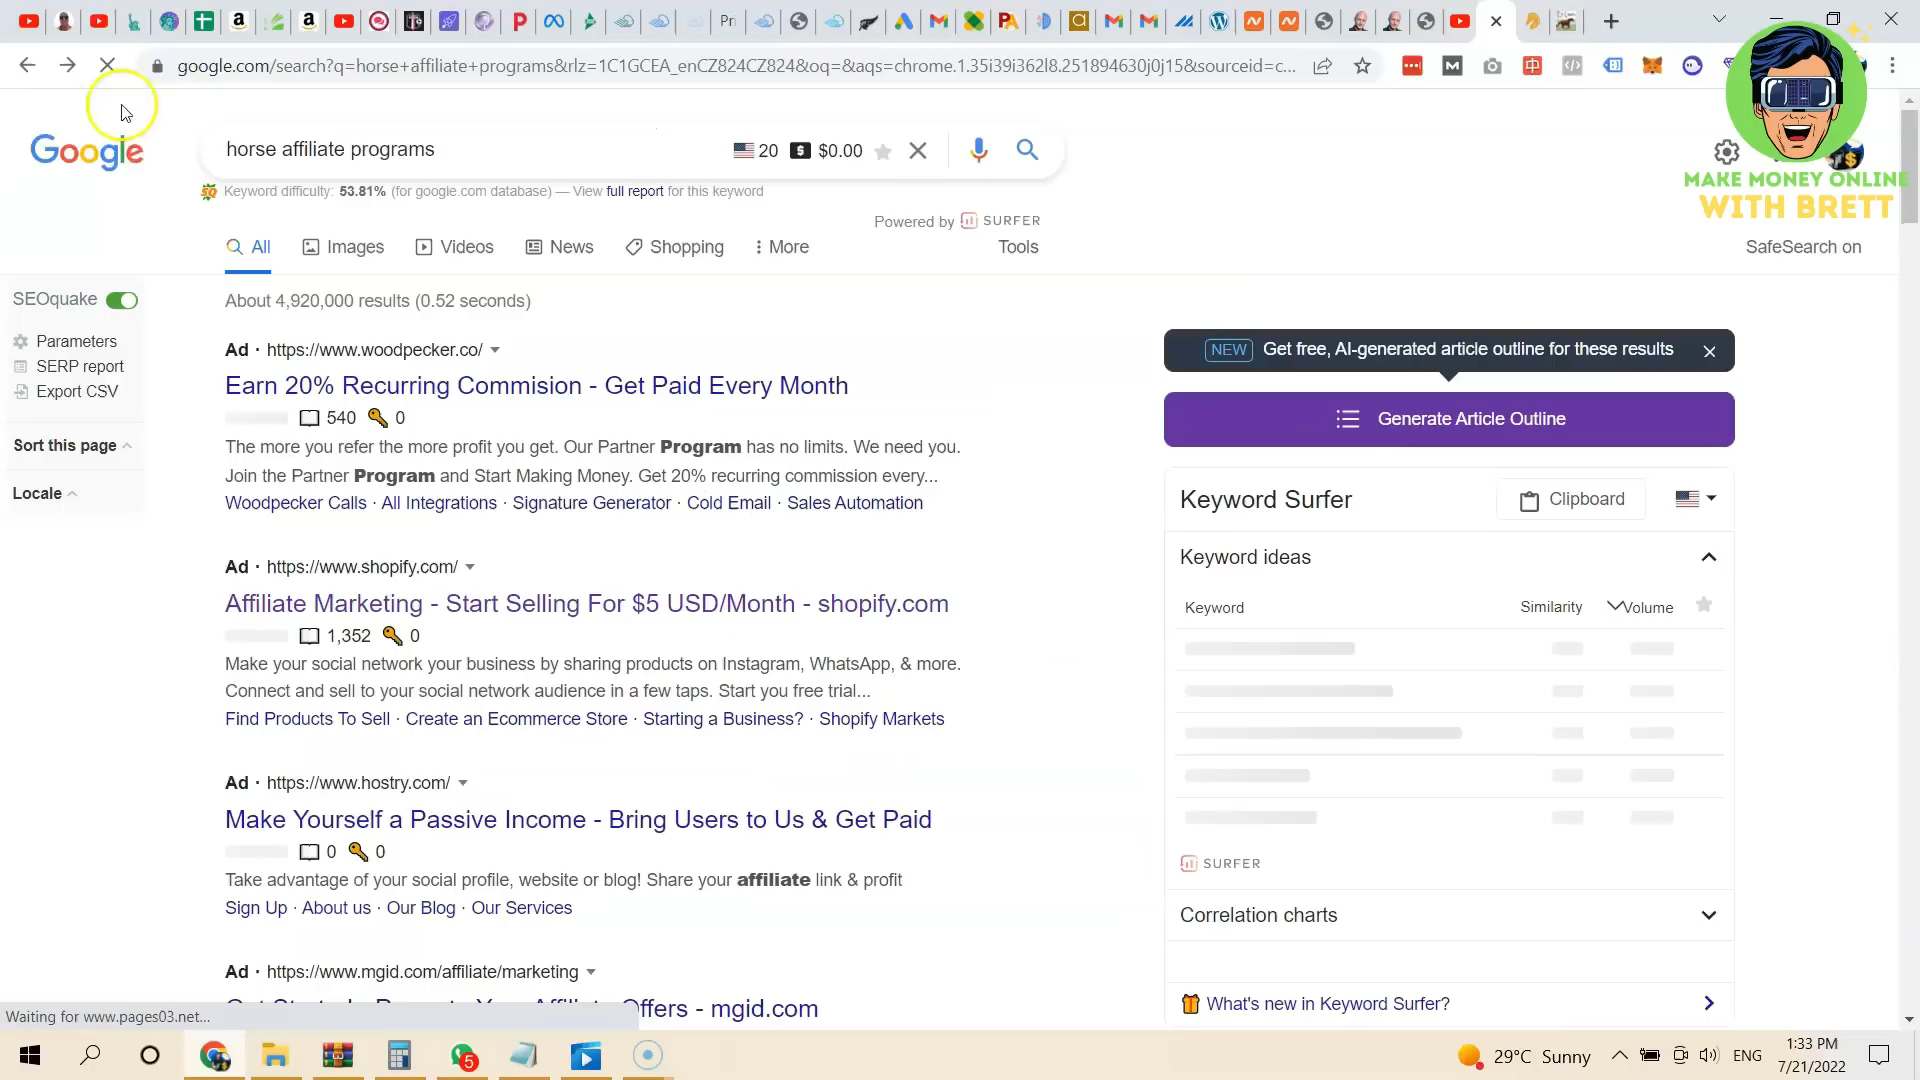 google.com/search?q=horse+affiliate+programs&rlz=1C1GCEA_enCZ824CZ824&oq=&aqs=chrome.1.35i39i362l8.251894630j0j15&sourceid=c...
Google
horse affiliate programs
20
$0.00
MAKE MONEY ONLINE
WITH BRETT
Keyword difficulty: 53.81% (for google.com database) — View full report for this keyword
Powered by SURFER
All
Images
Videos
News
Shopping
More
Tools
SafeSearch on
SEOquake
Parameters
SERP report
Export CSV
Sort this page
Locale
About 4,920,000 results (0.52 seconds)
Ad · https://www.woodpecker.co/
Earn 20% Recurring Commision - Get Paid Every Month
540 0
The more you refer the more profit you get. Our Partner Program has no limits. We need you.
Join the Partner Program and Start Making Money. Get 20% recurring commission every...
Woodpecker Calls · All Integrations · Signature Generator · Cold Email · Sales Automation
Ad · https://www.shopify.com/
Affiliate Marketing - Start Selling For $5 USD/Month - shopify.com
1,352 0
Make your social network your business by sharing products on Instagram, WhatsApp, & more.
Connect and sell to your social network audience in a few taps. Start you free trial...
Find Products To Sell · Create an Ecommerce Store · Starting a Business? · Shopify Markets
Ad · https://www.hostry.com/
Make Yourself a Passive Income - Bring Users to Us & Get Paid
0 0
Take advantage of your social profile, website or blog! Share your affiliate link & profit
Sign Up · About us · Our Blog · Our Services
Ad · https://www.mgid.com/affiliate/marketing
Offers - mgid.com
NEW Get free, AI-generated article outline for these results
Generate Article Outline
Keyword Surfer
Clipboard
Keyword ideas
Keyword
Similarity
Volume
SURFER
Correlation charts
What's new in Keyword Surfer?
Waiting for www.pages03.net...
5
29°C Sunny
ENG
1:33 PM
7/21/2022